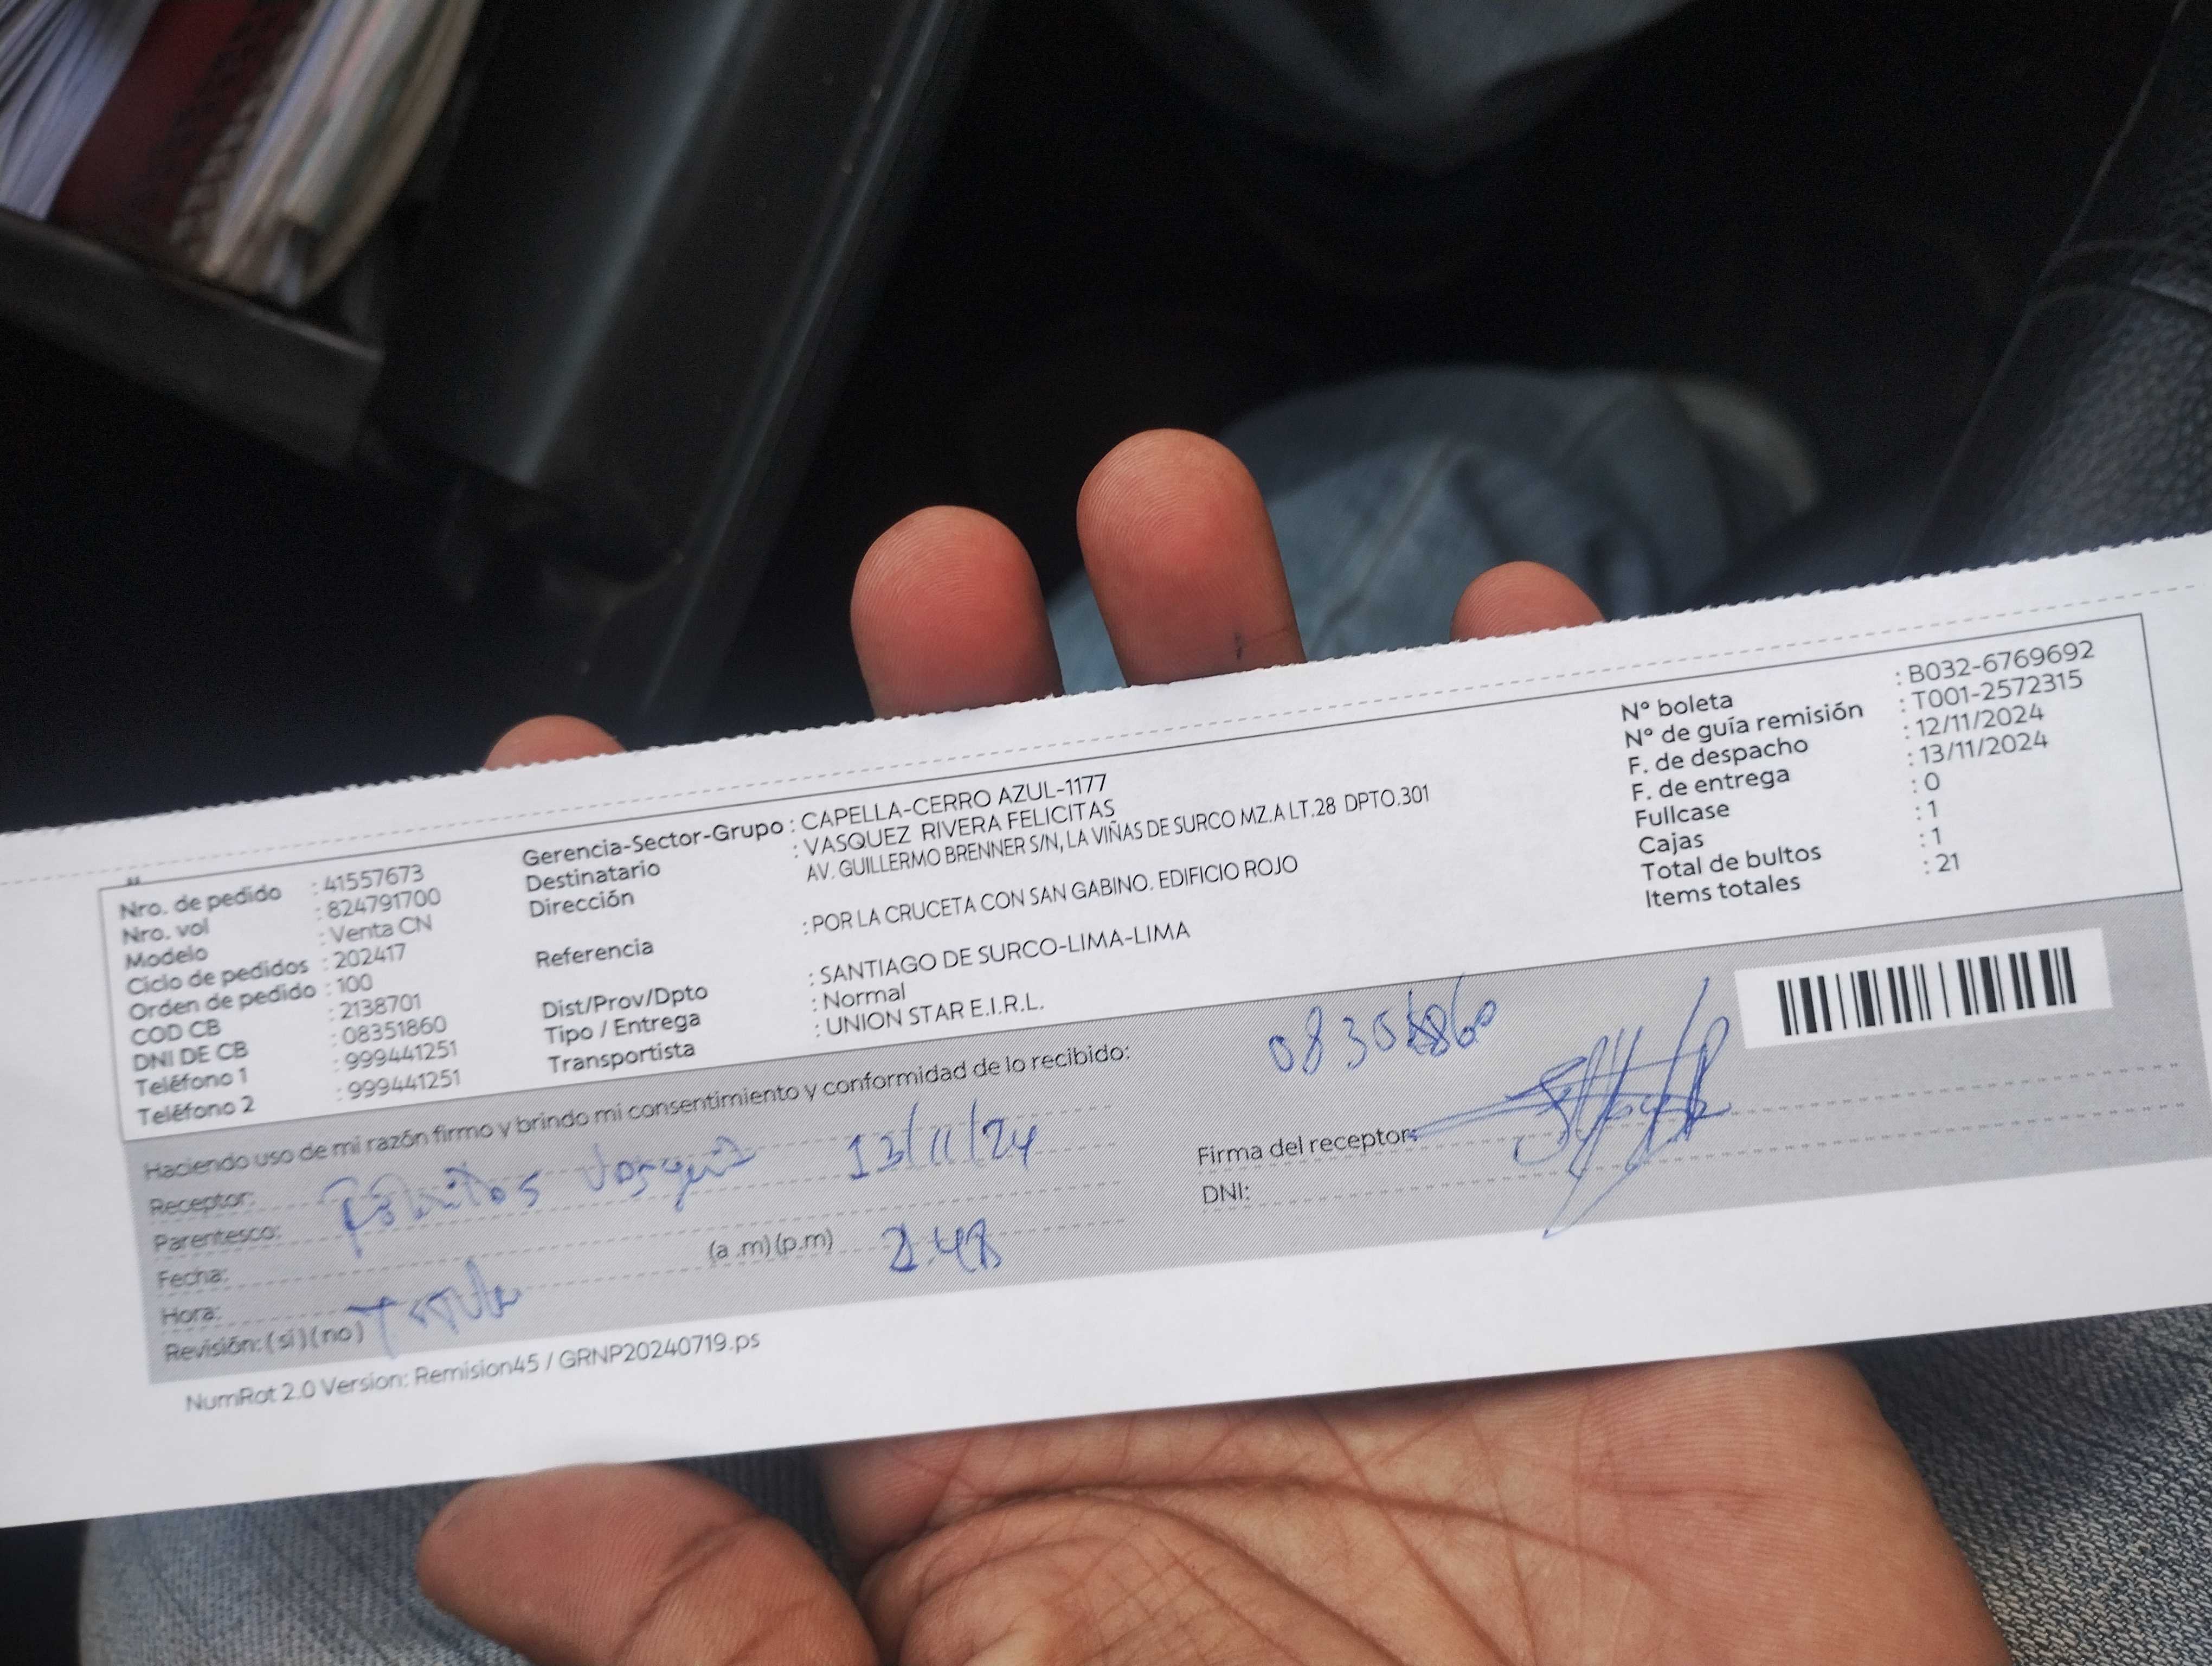 Nro. de pedido : 41557673
Nro. vol : 824791700
Modelo : Venta CN
Ciclo de pedidos : 202417
Orden de pedido : 100
COD CB : 2138701
DNI DE CB : 08351860
Teléfono 1 : 999441251
Teléfono 2 : 999441251
Gerencia-Sector-Grupo : CAPELLA-CERRO AZUL-1177
Destinatario : VASQUEZ RIVERA FELICITAS
Dirección AV. GUILLERMO BRENNER S/N, LA VIÑAS DE SURCO MZ.A LT.28 DPTO.301
Referencia : POR LA CRUCETA CON SAN GABINO. EDIFICIO ROJO
Dist/Prov/Dpto : SANTIAGO DE SURCO-LIMA-LIMA
Tipo / Entrega : Normal
Transportista : UNION STAR E.I.R.L.
N° boleta : B032-6769692
N° de guía remisión : T001-2572315
F. de despacho : 12/11/2024
F. de entrega : 13/11/2024
Fullcase : 0
Cajas : 1
Total de bultos : 1
Items totales : 21
Haciendo uso de mi razón firmo y brindo mi consentimiento y conformidad de lo recibido:
Receptor: 13/11/24
Parentesco:
Fecha:
Hora: (a .m)(p.m) 2.48
Revisión: (si)(no)
Firma del receptor:
DNI:
NumRot 2.0 Version: Remision45 / GRNP20240719.ps